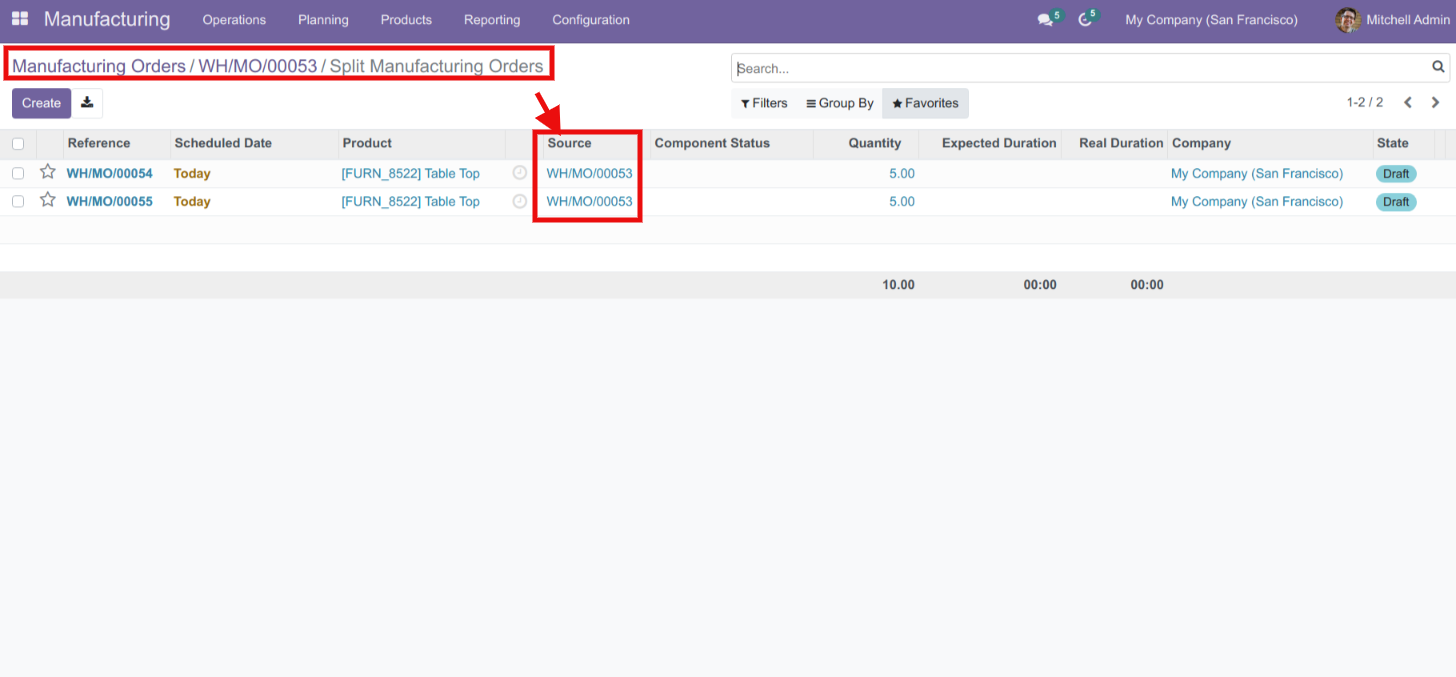 Manufacturing Operations Planning Products Reporting Configuration 5 5 My Company (San Francisco) Mitchell Admin
Manufacturing Orders / WH/MO/00053 / Split Manufacturing Orders Search...
Create Filters Group By Favorites 1-2 / 2
Reference Scheduled Date Product Source Component Status Quantity Expected Duration Real Duration Company State
WH/MO/00054 Today [FURN_8522] Table Top WH/MO/00053 5.00 My Company (San Francisco) Draft
WH/MO/00055 Today [FURN_8522] Table Top WH/MO/00053 5.00 My Company (San Francisco) Draft
10.00 00:00 00:00